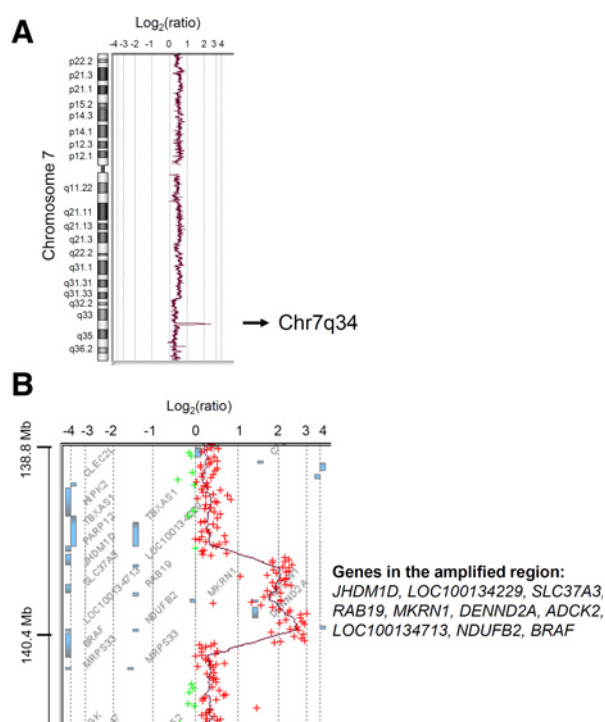 A
Log2(ratio)
-4 -3 -2 -1 0 1 2 3 4
Chromosome 7
p22.2
p21.3
p21.1
p15.2
p14.3
p14.1
p12.3
p12.1
q11.22
q21.11
q21.13
q21.3
q22.2
q31.1
q31.31
q31.33
q32.2
q33
q35
q36.2
Chr7q34
B
Log2(ratio)
-4 -3 -2 -1 0 1 2 3 4
138.8 Mb
140.4 Mb
CLEC2L
HIPK2
TBXAS1
PARP12
JHDM1D
SLC37A3
LOC100134713
BRAF
MRPS33
TBXAS1
RAB19
NDUFB2
MRPS33
MKRN1
DENND2A
Genes in the amplified region:
JHDM1D, LOC100134229, SLC37A3,
RAB19, MKRN1, DENND2A, ADCK2,
LOC100134713, NDUFB2, BRAF